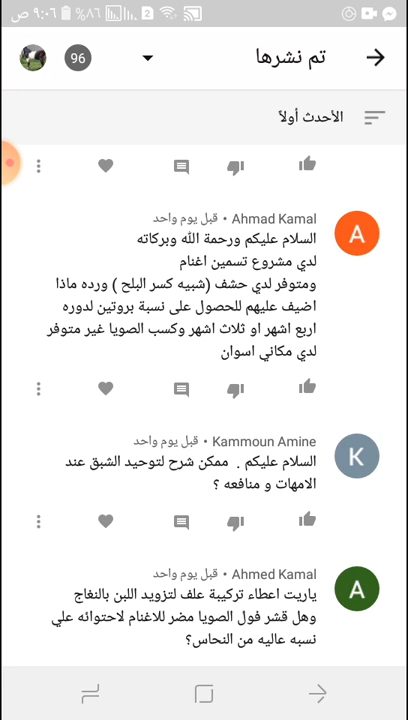 ٩:٠٦ ص ٨٦٪ 2
تم نشرها
96
الأحدث أولاً
Ahmad Kamal • قبل يوم واحد
السلام عليكم ورحمة الله وبركاته
لدي مشروع تسمين اغنام
ومتوفر لدي حشف (شبيه كسر البلح ) ورده ماذا
اضيف عليهم للحصول على نسبة بروتين لدوره
اربع اشهر او ثلاث اشهر وكسب الصويا غير متوفر
لدي مكاني اسوان
A
Kammoun Amine • قبل يوم واحد
السلام عليكم . ممكن شرح لتوحيد الشبق عند
الامهات و منافعه ؟
K
Ahmed Kamal • قبل يوم واحد
ياريت اعطاء تركيبة علف لتزويد اللبن بالنغاج
وهل قشر فول الصويا مضر للاغنام لاحتوائه علي
نسبه عاليه من النحاس؟
A